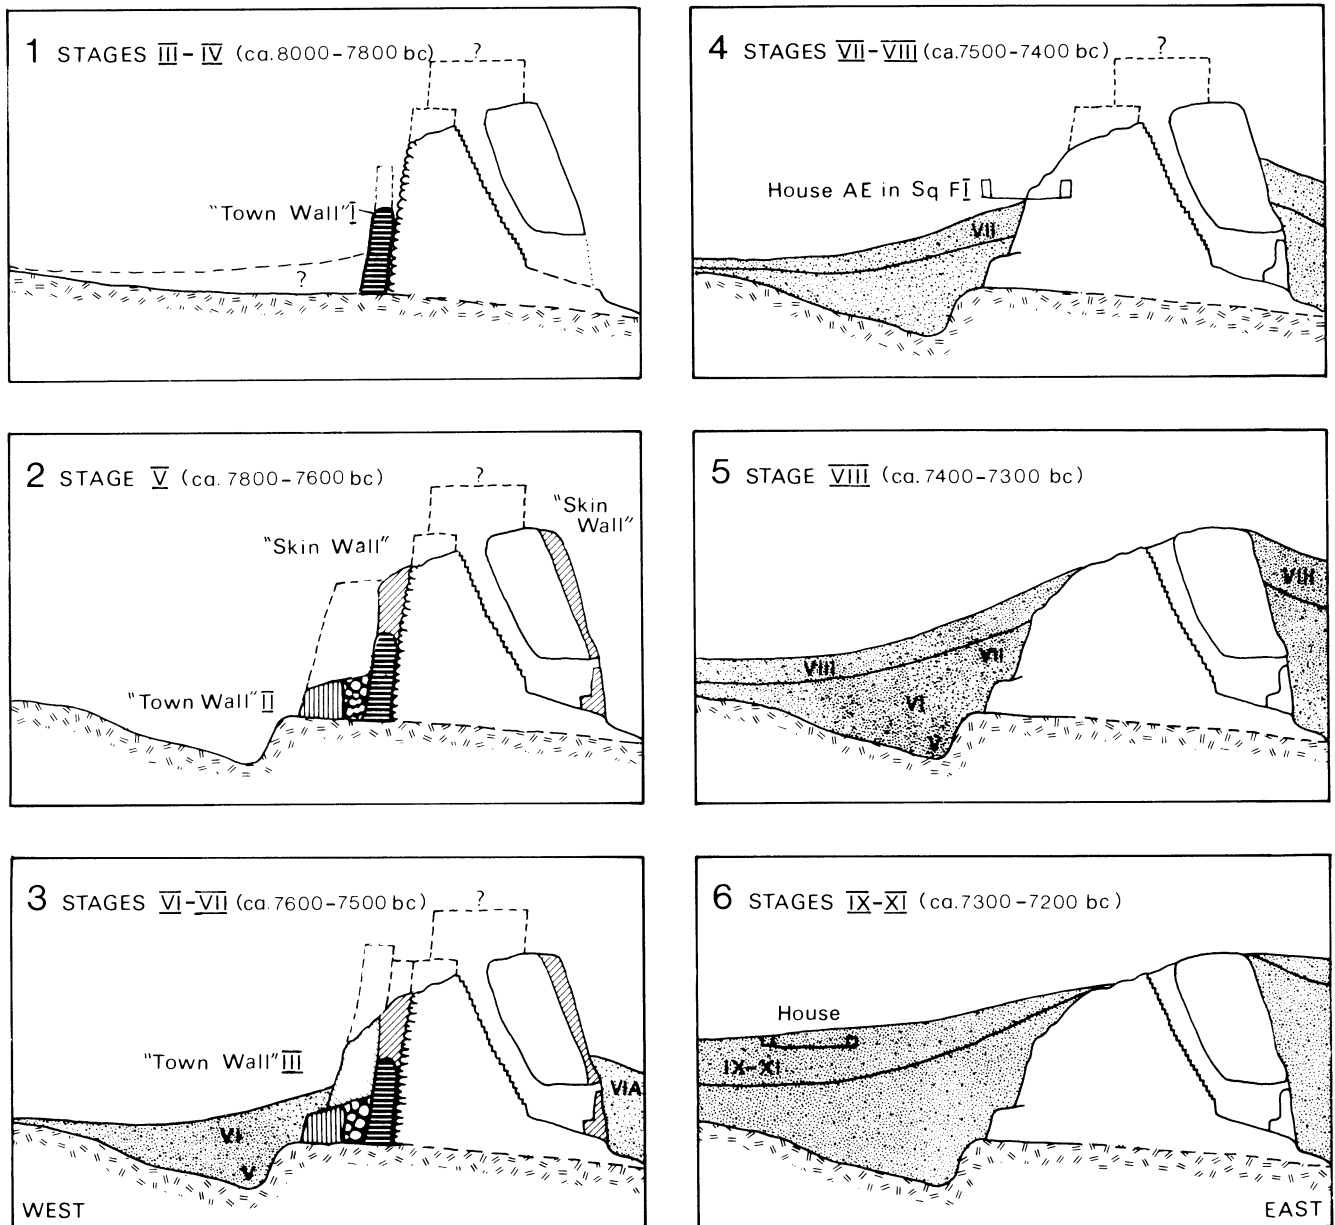 1 STAGES III-IV (ca. 8000-7800 bc)
?
"Town Wall" I
?
2 STAGE V (ca. 7800-7600 bc)
?
"Skin
Wall"
"Skin Wall"
"Town Wall" II
3 STAGES VI-VII (ca. 7600-7500 bc)
?
"Town Wall" III
VIA
VI
V
WEST
4 STAGES VII-VIII (ca. 7500-7400 bc)
?
House AE in Sq FI
VII
5 STAGE VIII (ca. 7400-7300 bc)
VIII
VIII
VII
VI
V
6 STAGES IX-XI (ca. 7300-7200 bc)
House
IX-XI
EAST